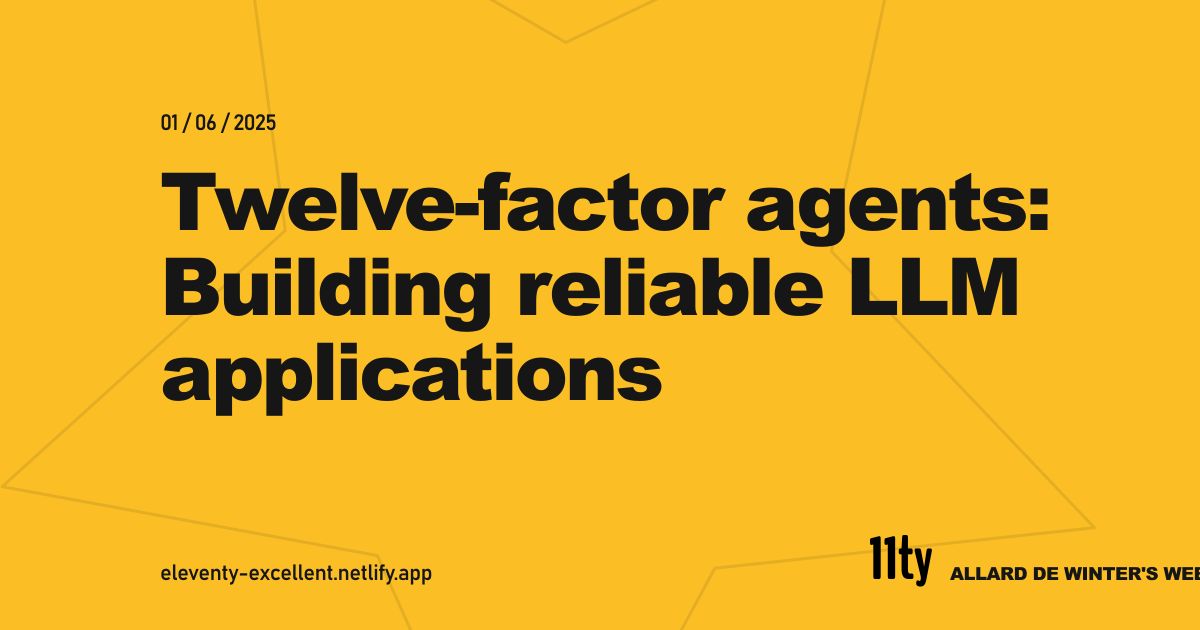 01 / 06 / 2025
Twelve-factor agents:
Building reliable LLM
applications
eleventy-excellent.netlify.app
11ty ALLARD DE WINTER'S